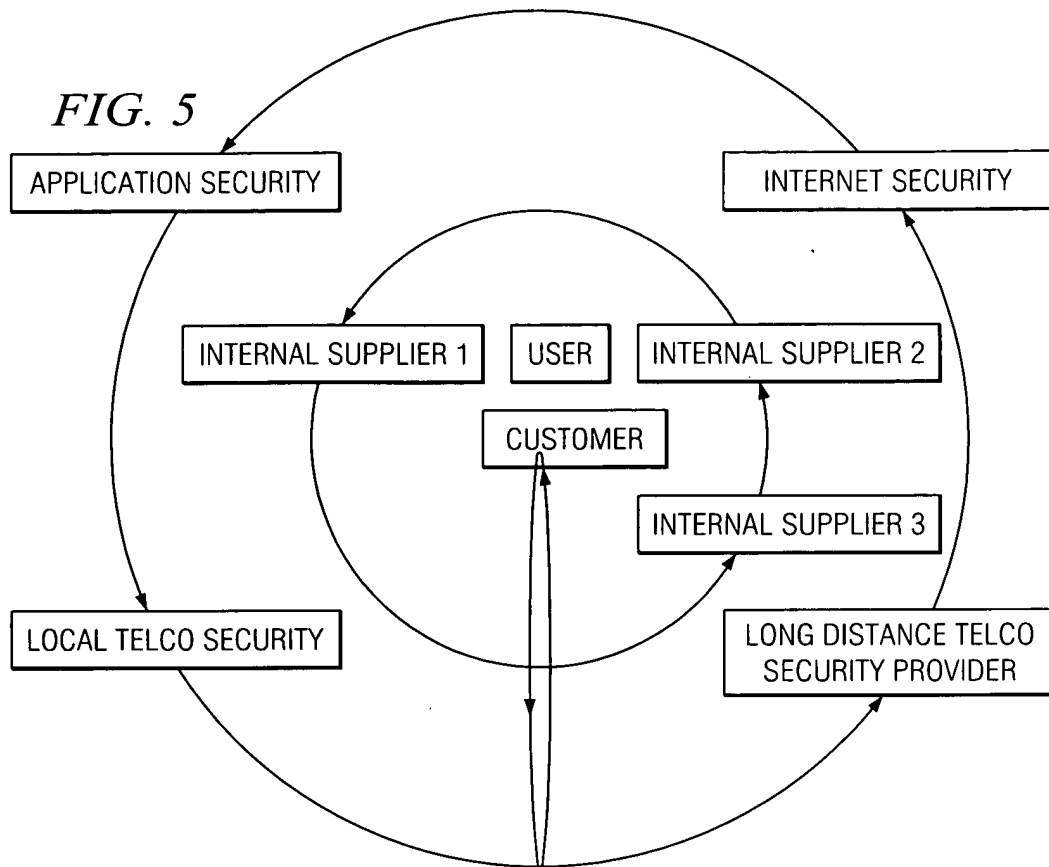 FIG. 5
APPLICATION SECURITY
INTERNET SECURITY
INTERNAL SUPPLIER 1
USER
INTERNAL SUPPLIER 2
CUSTOMER
INTERNAL SUPPLIER 3
LOCAL TELCO SECURITY
LONG DISTANCE TELCO
SECURITY PROVIDER